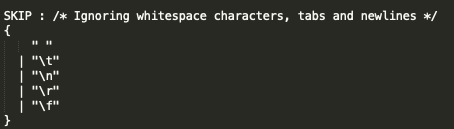 SKIP : /* Ignoring whitespace characters, tabs and newlines */
{
    " "
  | "\t"
  | "\n"
  | "\r"
  | "\f"
}